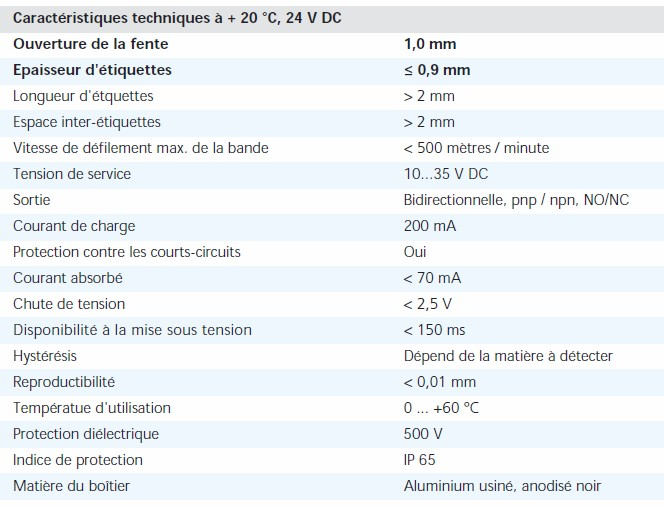 Caractéristiques techniques à + 20 °C, 24 V DC
Ouverture de la fente 1,0 mm
Epaisseur d'étiquettes ≤ 0,9 mm
Longueur d'étquettes > 2 mm
Espace inter-étiquettes > 2 mm
Vitesse de défilement max. de la bande < 500 mètres / minute
Tension de service 10...35 V DC
Sortie Bidirectionnelle, pnp / npn, NO/NC
Courant de charge 200 mA
Protection contre les courts-circuits Oui
Courant absorbé < 70 mA
Chute de tension < 2,5 V
Disponibilité à la mise sous tension < 150 ms
Hystérésis Dépend de la matière à détecter
Reproductibilité < 0,01 mm
Températue d'utilisation 0 ... +60 °C
Protection diélectrique 500 V
Indice de protection IP 65
Matière du boîtier Aluminium usiné, anodisé noir